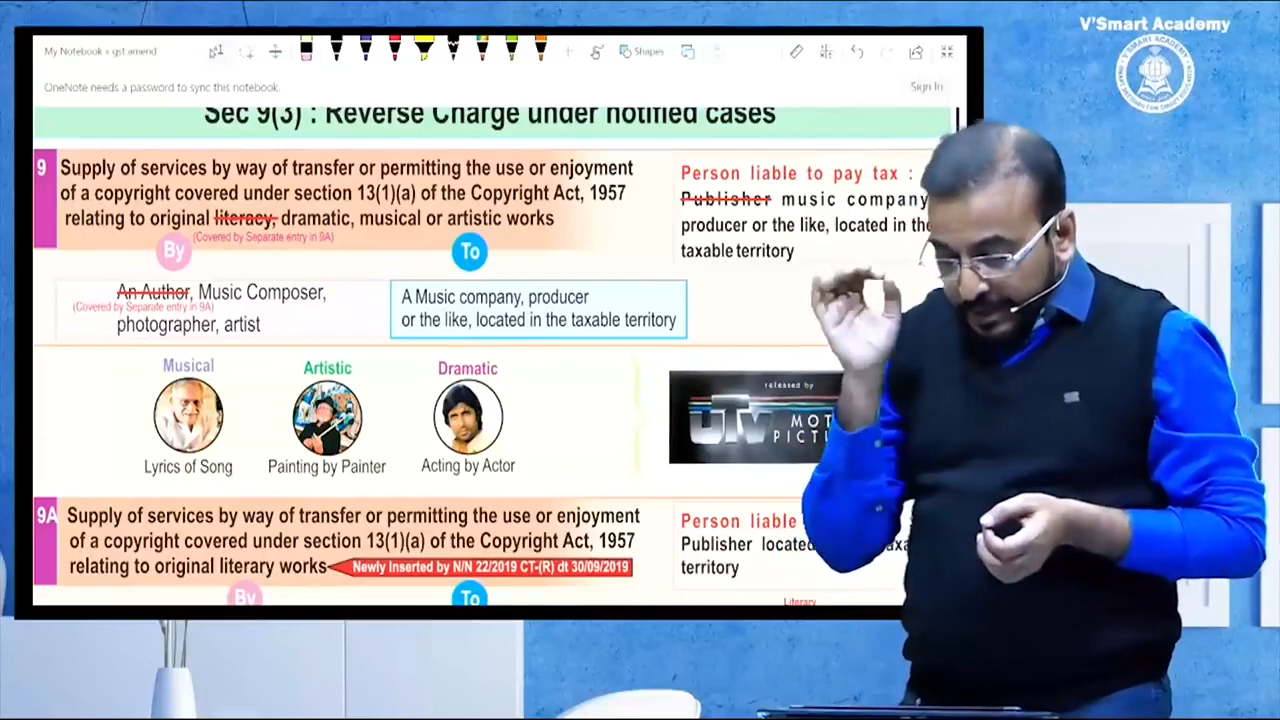 V'Smart Academy
My Notebook » gst amend
Shapes
OneNote needs a password to sync this notebook.
Sign In
Sec 9(3) : Reverse Charge under notified cases
9 Supply of services by way of transfer or permitting the use or enjoyment
of a copyright covered under section 13(1)(a) of the Copyright Act, 1957
relating to original literacy, dramatic, musical or artistic works
(Covered by Separate entry in 9A)
Person liable to pay tax :
Publisher music company
producer or the like, located in the
taxable territory
By
To
An Author, Music Composer,
(Covered by Separate entry in 9A)
photographer, artist
A Music company, producer
or the like, located in the taxable territory
Musical
Artistic
Dramatic
Lyrics of Song
Painting by Painter
Acting by Actor
released by
UTV MOT
PICTU
9A Supply of services by way of transfer or permitting the use or enjoyment
of a copyright covered under section 13(1)(a) of the Copyright Act, 1957
relating to original literary works
Newly Inserted by N/N 22/2019 CT-(R) dt 30/09/2019
Person liable
Publisher located
territory
By
To
Literary